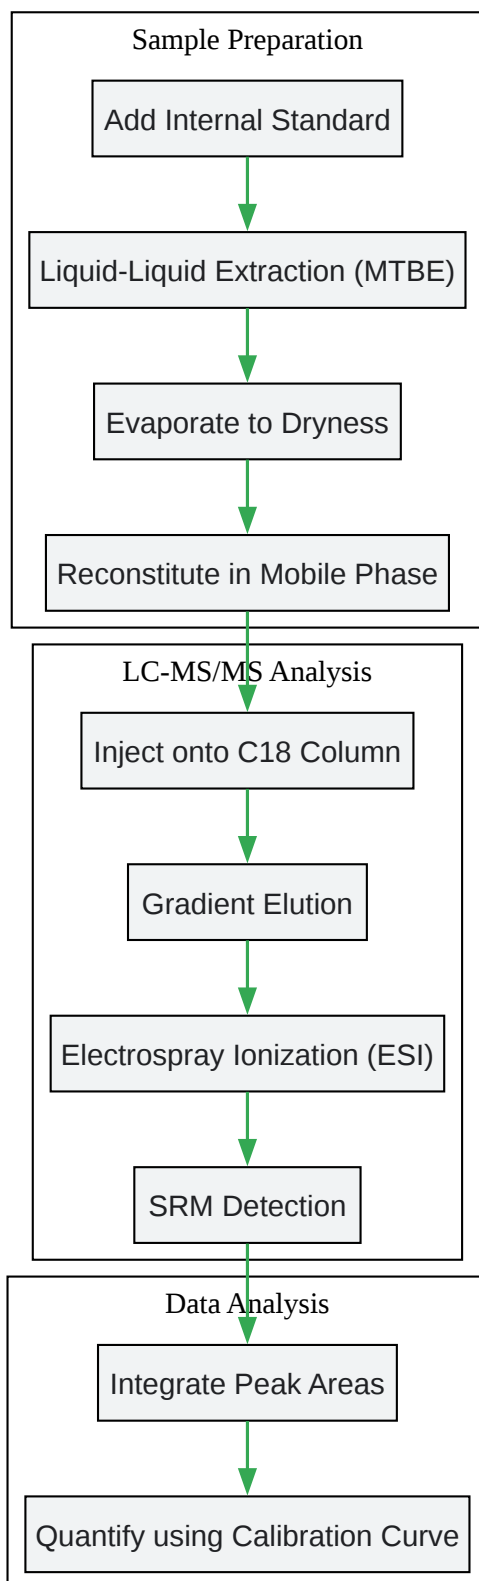 Sample Preparation
Add Internal Standard
Liquid-Liquid Extraction (MTBE)
Evaporate to Dryness
Reconstitute in Mobile Phase
LC-MS/MS Analysis
Inject onto C18 Column
Gradient Elution
Electrospray Ionization (ESI)
SRM Detection
Data Analysis
Integrate Peak Areas
Quantify using Calibration Curve